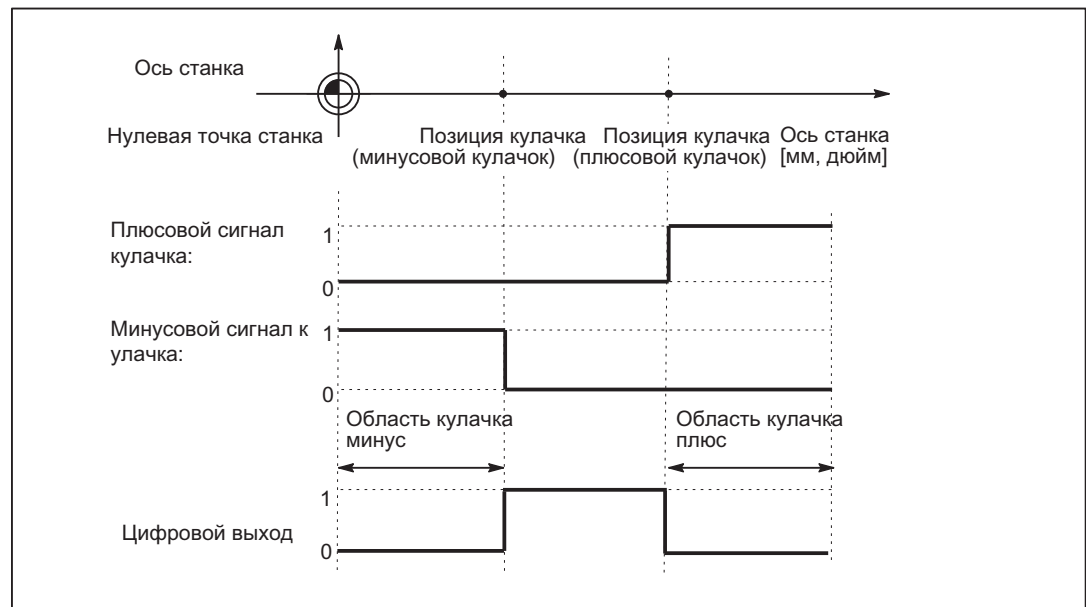 Ось станка
Нулевая точка станка
Позиция кулачка
(минусовой кулачок)
Позиция кулачка
(плюсовой кулачок)
Ось станка
[мм, дюйм]
Плюсовой сигнал
кулачка:
1
0
Минусовой сигнал к
улачка:
1
0
Область кулачка
минус
Область кулачка
плюс
Цифровой выход
1
0